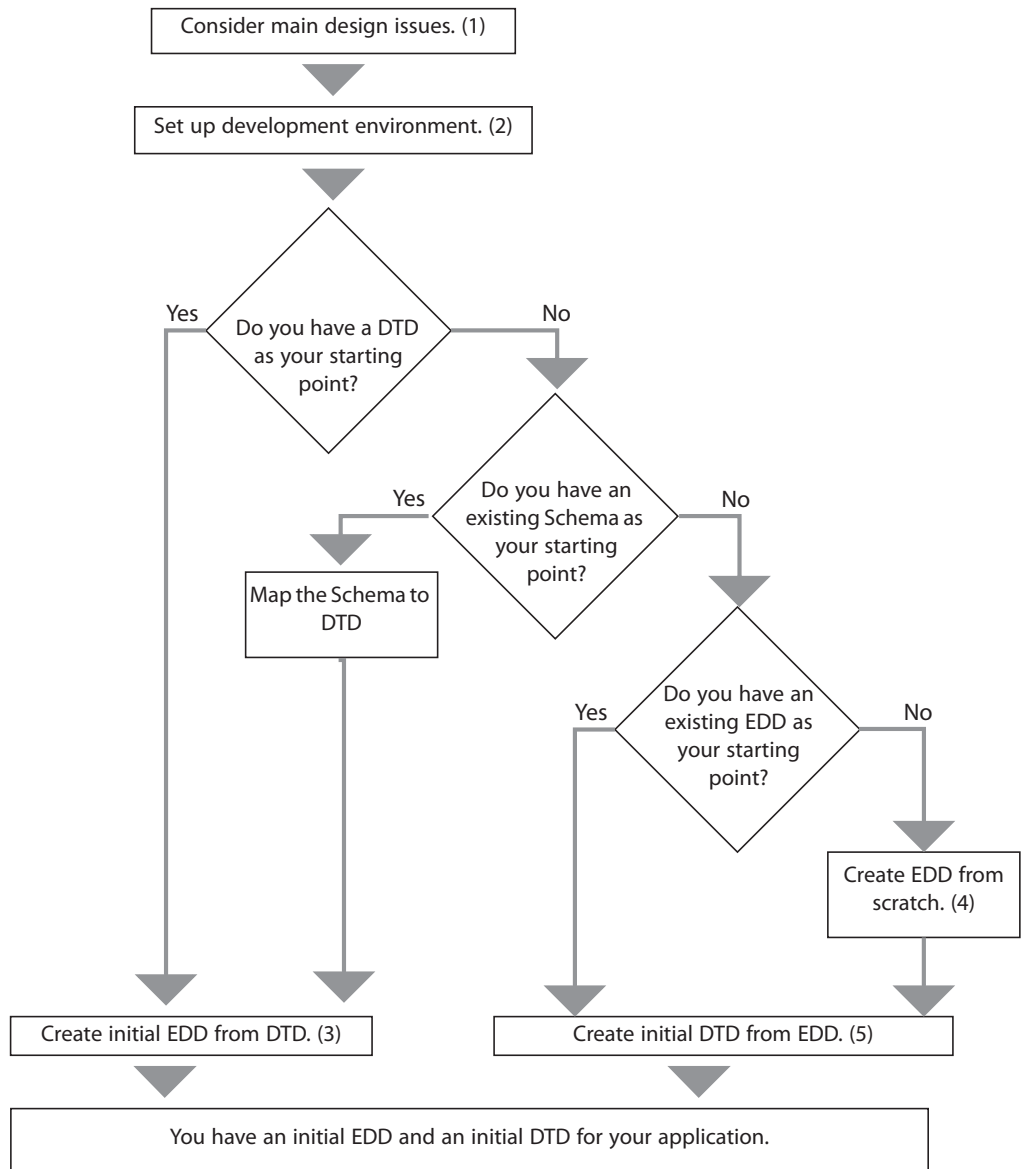 Consider main design issues. (1)
Set up development environment. (2)
Yes
No
Do you have a DTD
as your starting
point?
Yes
No
Do you have an
existing Schema as
your starting
point?
Map the Schema to
DTD
Yes
No
Do you have an
existing EDD as
your starting
point?
Create EDD from
scratch. (4)
Create initial EDD from DTD. (3)
Create initial DTD from EDD. (5)
You have an initial EDD and an initial DTD for your application.